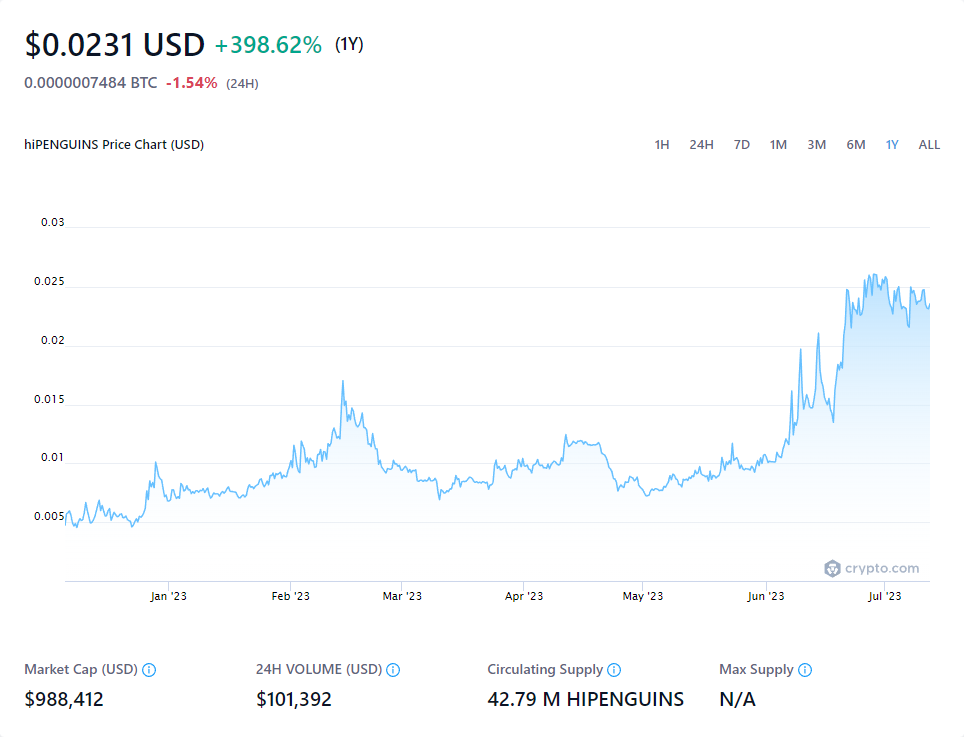 $0.0231 USD +398.62% (1Y)
0.0000007484 BTC -1.54% (24H)
hiPENGUINS Price Chart (USD) 1H 24H 7D 1M 3M 6M 1Y ALL
0.03
0.025
0.02
0.015
0.01
0.005
crypto.com
Jan '23 Feb '23 Mar '23 Apr '23 May '23 Jun '23 Jul '23
Market Cap (USD) 24H VOLUME (USD) Circulating Supply Max Supply
$988,412 $101,392 42.79 M HIPENGUINS N/A